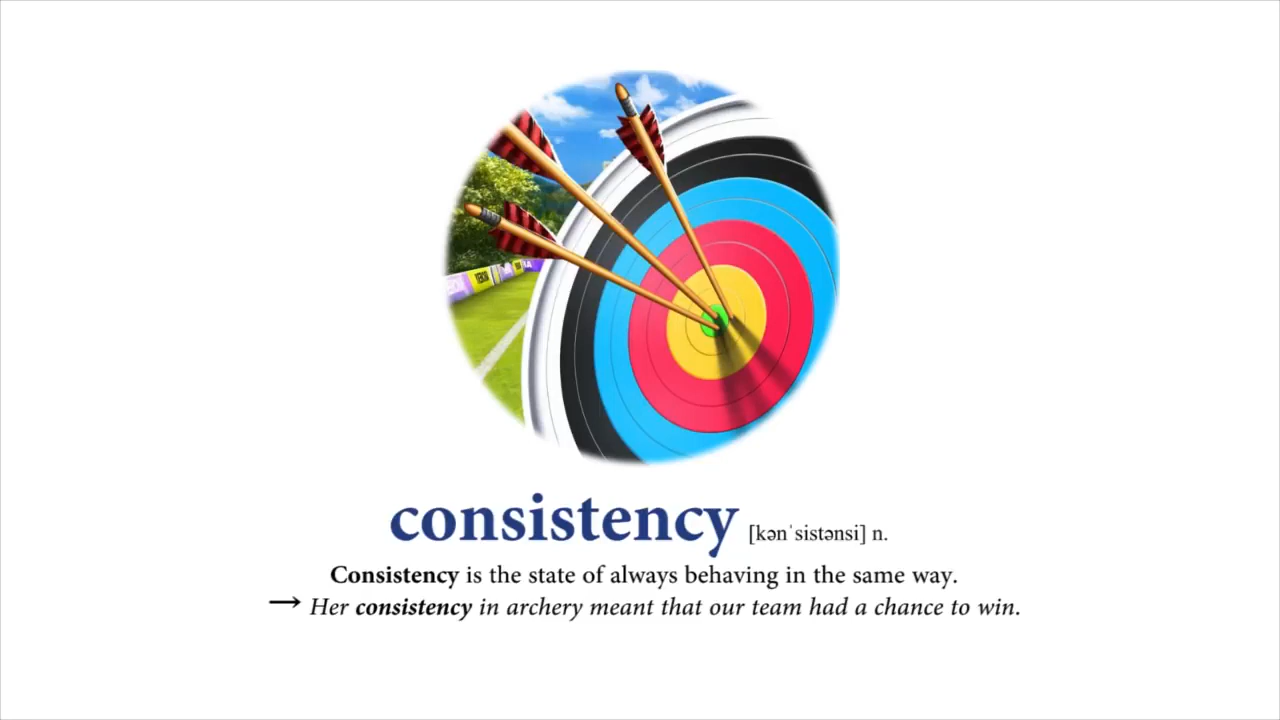 consistency [kənˈsistənsi] n.
Consistency is the state of always behaving in the same way.
→ Her consistency in archery meant that our team had a chance to win.